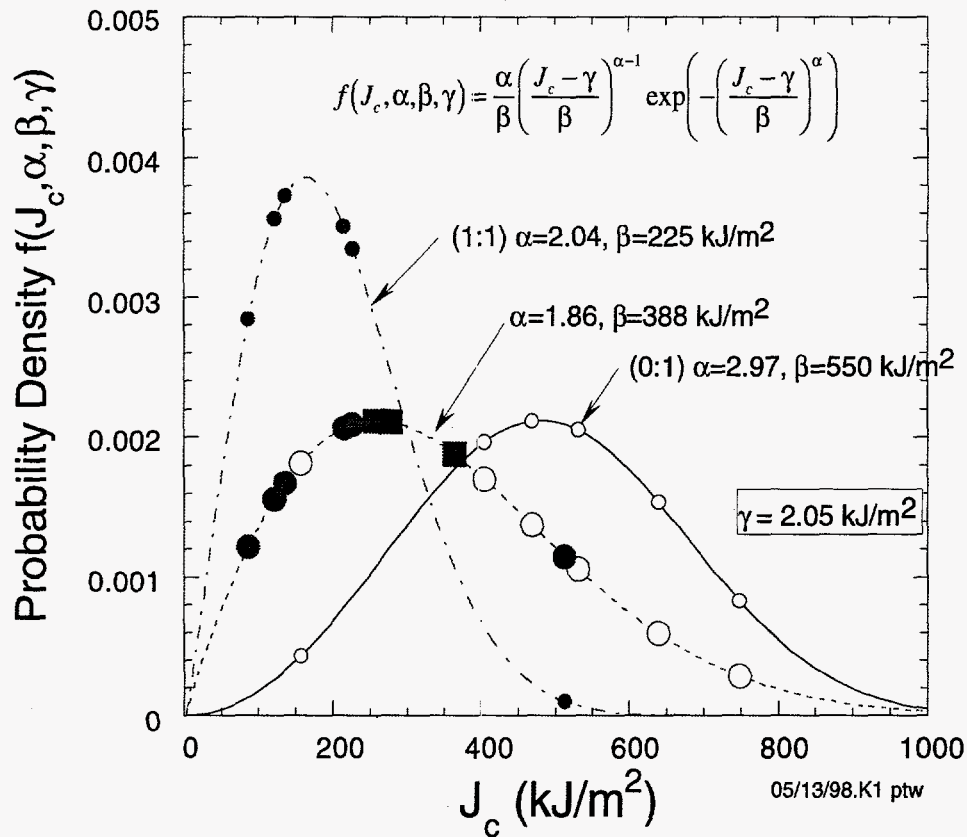 0.005
0.004
0.003
0.002
0.001
0
0 200 400 600 800 1000
Probability Density f(J_c,α,β,γ)
f(J_c,α,β,γ) = α/β ((J_c − γ)/β)^(α−1) exp(−((J_c − γ)/β)^α)
(1:1) α=2.04, β=225 kJ/m²
α=1.86, β=388 kJ/m²
(0:1) α=2.97, β=550 kJ/m²
γ = 2.05 kJ/m²
J_c (kJ/m²)
05/13/98.K1 ptw